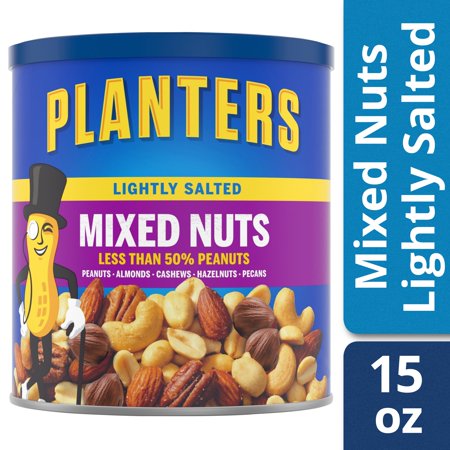 PLANTERS
LIGHTLY SALTED
MIXED NUTS
LESS THAN 50% PEANUTS
PEANUTS · ALMONDS · CASHEWS · HAZELNUTS · PECANS
Mixed Nuts
Lightly Salted
15
oz